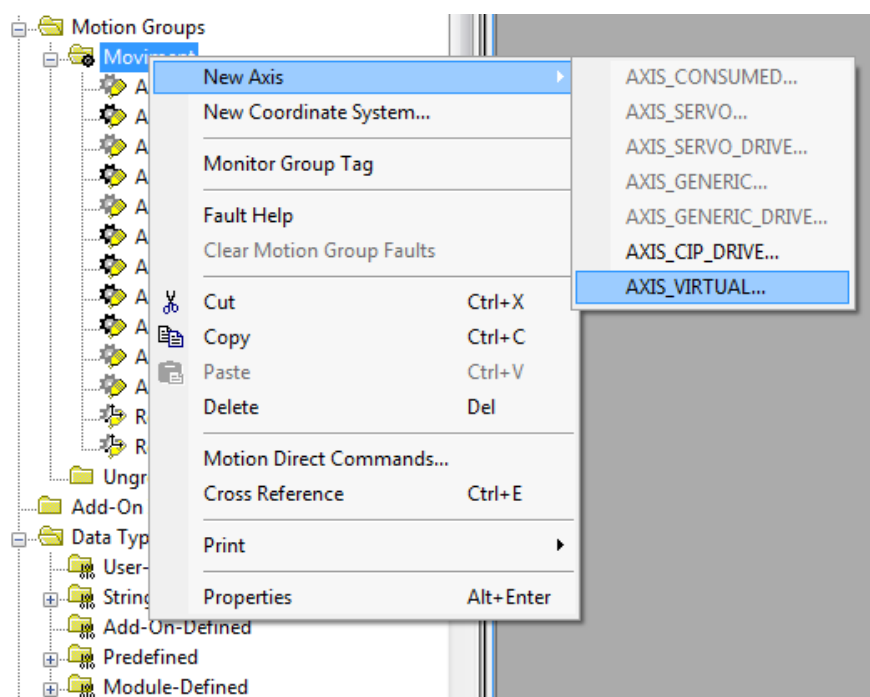 Motion Groups
Moviment
A
A
A
A
A
A
A
A
A
A
A
R
R
Ungr
Add-On
Data Typ
User-
String
Add-On-Defined
Predefined
Module-Defined
New Axis
New Coordinate System...
Monitor Group Tag
Fault Help
Clear Motion Group Faults
Cut Ctrl+X
Copy Ctrl+C
Paste Ctrl+V
Delete Del
Motion Direct Commands...
Cross Reference Ctrl+E
Print
Properties Alt+Enter
AXIS_CONSUMED...
AXIS_SERVO...
AXIS_SERVO_DRIVE...
AXIS_GENERIC...
AXIS_GENERIC_DRIVE...
AXIS_CIP_DRIVE...
AXIS_VIRTUAL...